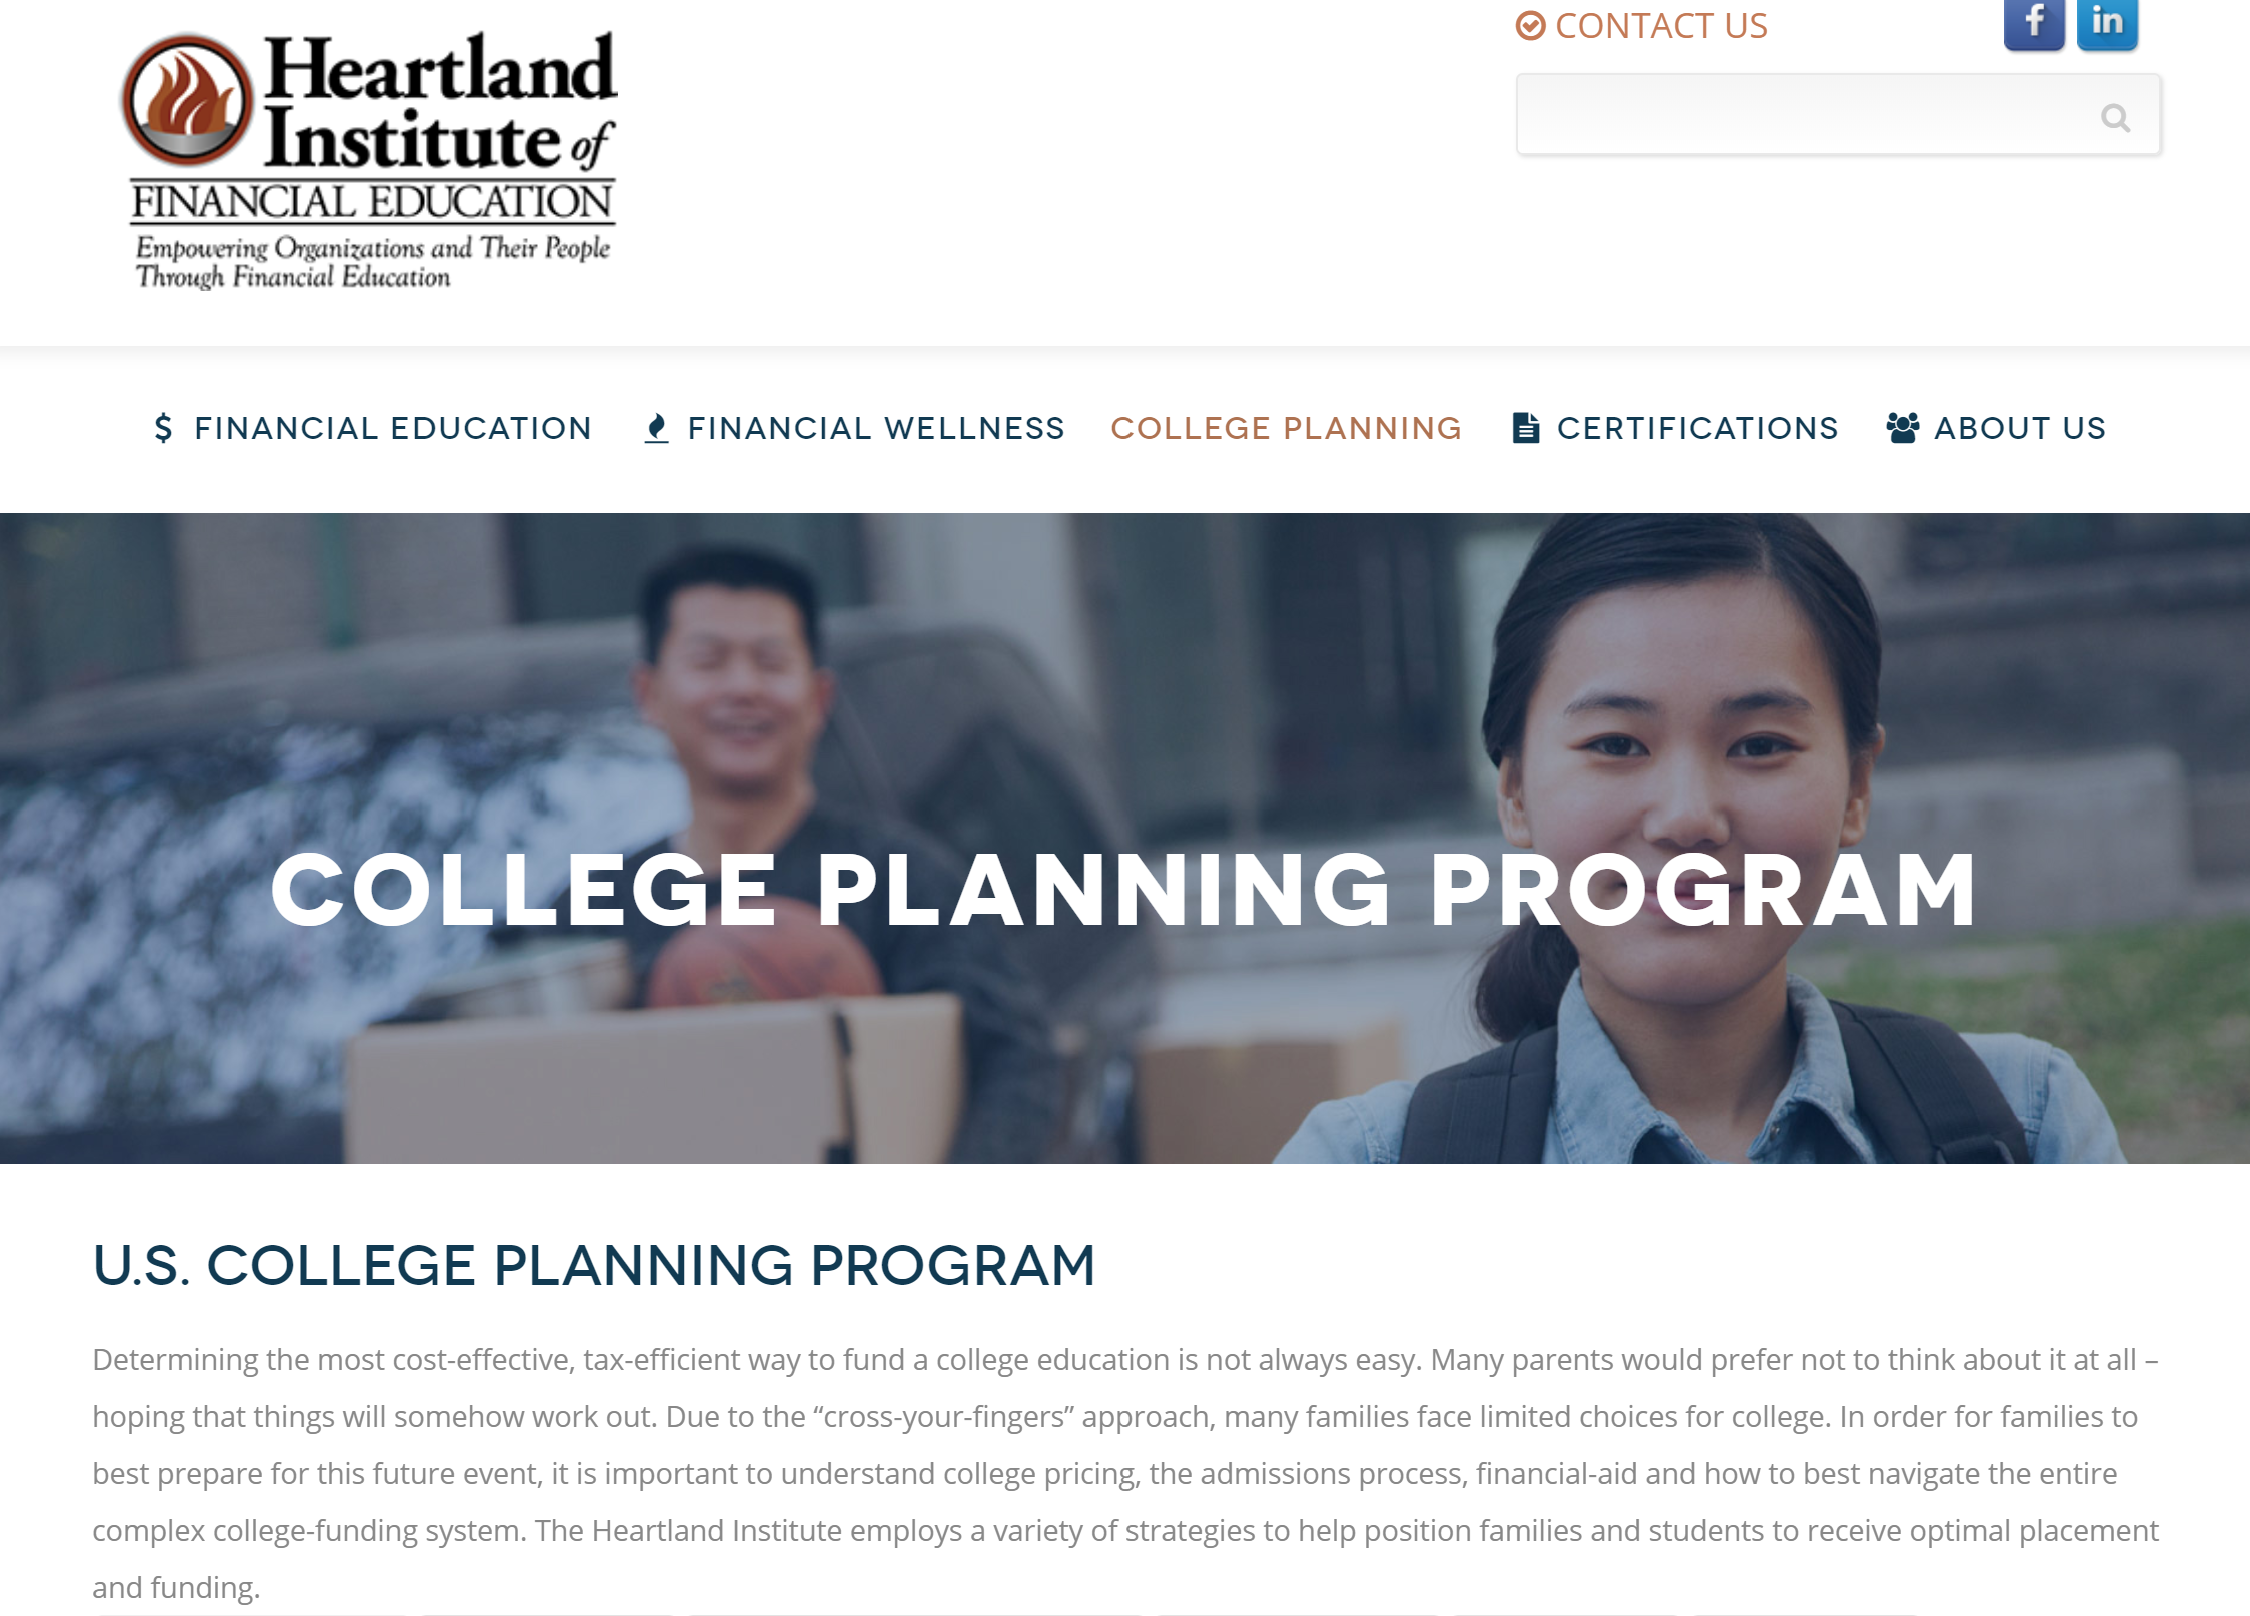 Heartland
Institute of
FINANCIAL EDUCATION
Empowering Organizations and Their People
Through Financial Education
CONTACT US
f
in
$ FINANCIAL EDUCATION
FINANCIAL WELLNESS
COLLEGE PLANNING
CERTIFICATIONS
ABOUT US
COLLEGE PLANNING PROGRAM
U.S. COLLEGE PLANNING PROGRAM
Determining the most cost-effective, tax-efficient way to fund a college education is not always easy. Many parents would prefer not to think about it at all –
hoping that things will somehow work out. Due to the “cross-your-fingers” approach, many families face limited choices for college. In order for families to
best prepare for this future event, it is important to understand college pricing, the admissions process, financial-aid and how to best navigate the entire
complex college-funding system. The Heartland Institute employs a variety of strategies to help position families and students to receive optimal placement
and funding.